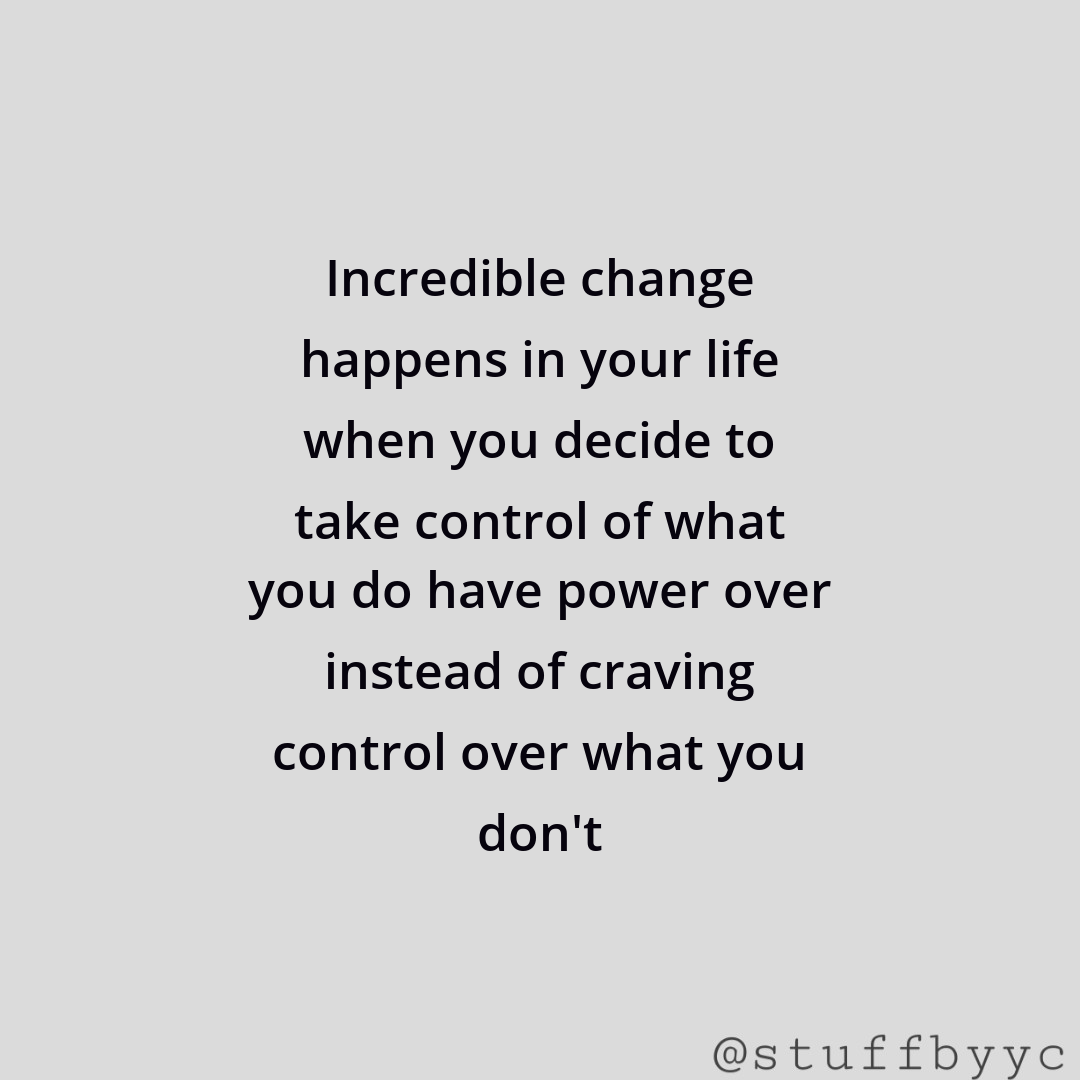 Incredible change
happens in your life
when you decide to
take control of what
you do have power over
instead of craving
control over what you
don't
@stuffbyyc